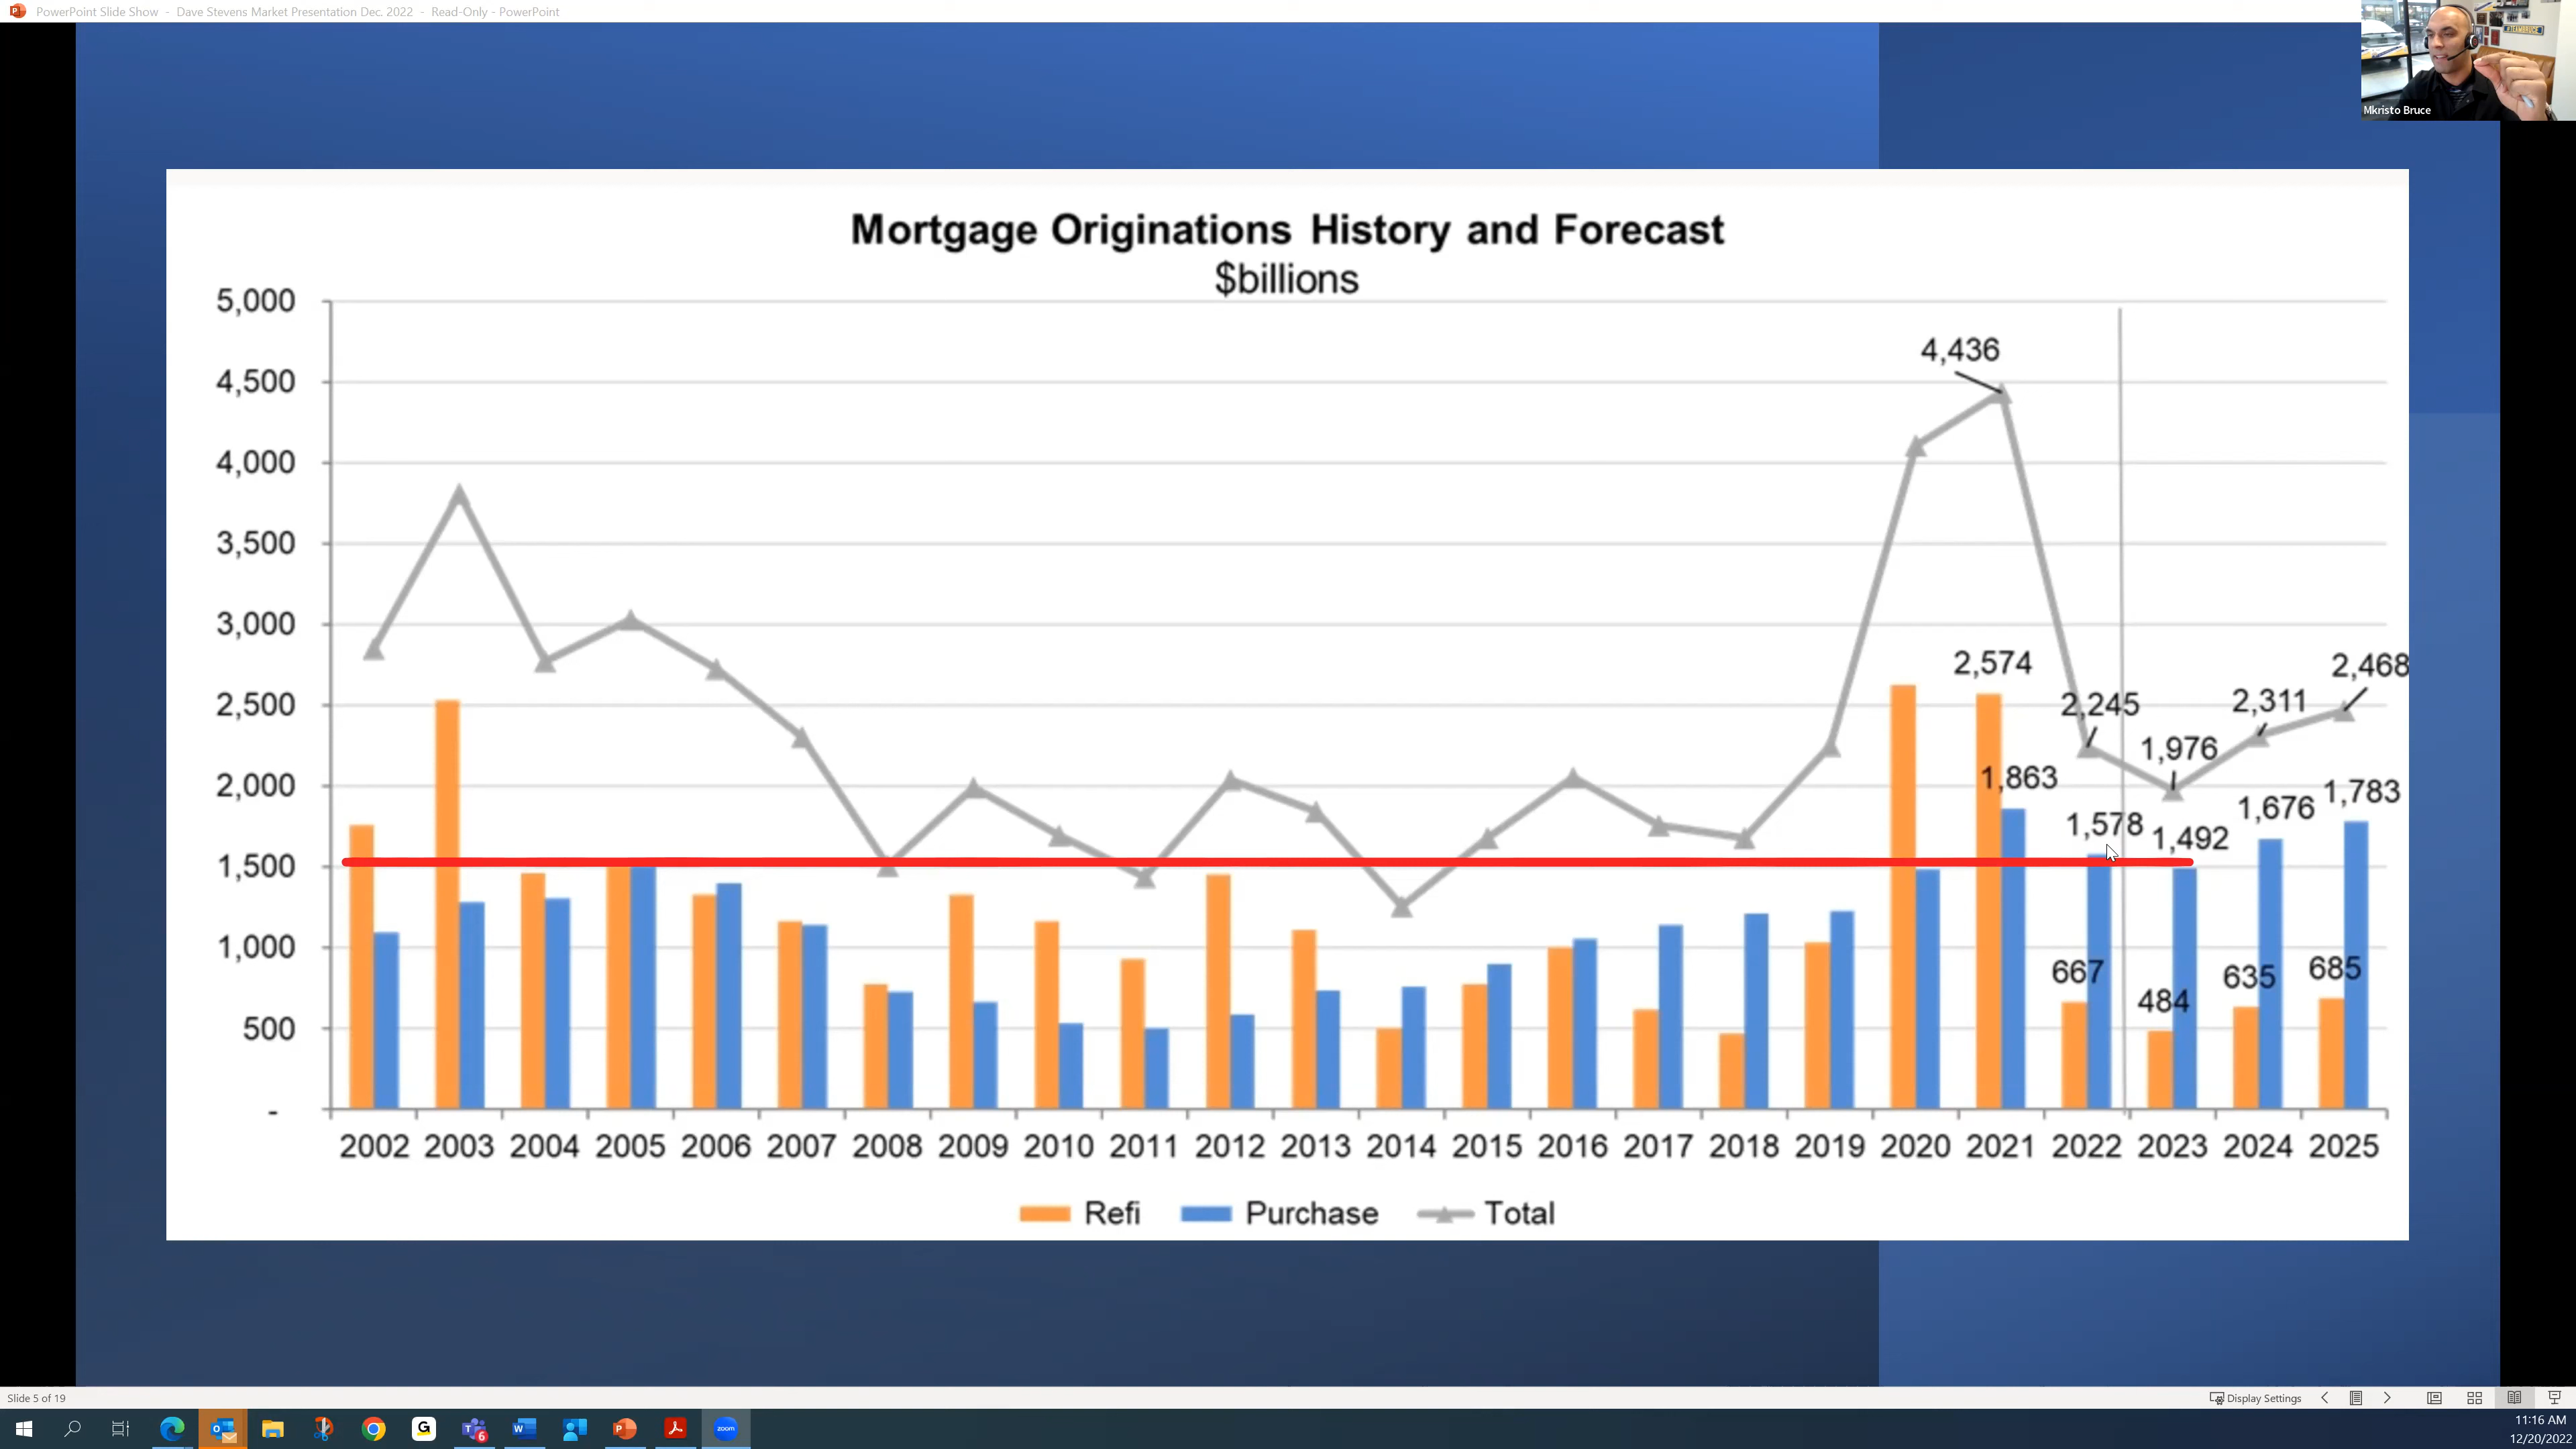 PowerPoint Slide Show - Dave Stevens Market Presentation Dec. 2022 - Read-Only - PowerPoint
Mkristo Bruce
Mortgage Originations History and Forecast
$billions
5,000
4,500
4,000
3,500
3,000
2,500
2,000
1,500
1,000
500
-
4,436
2,574
1,863
2,245
1,578
667
1,976
1,492
484
2,311
1,676
635
2,468
1,783
685
2002 2003 2004 2005 2006 2007 2008 2009 2010 2011 2012 2013 2014 2015 2016 2017 2018 2019 2020 2021 2022 2023 2024 2025
Refi Purchase Total
Slide 5 of 19
Display Settings
G
6
zoom
11:16 AM
12/20/2022